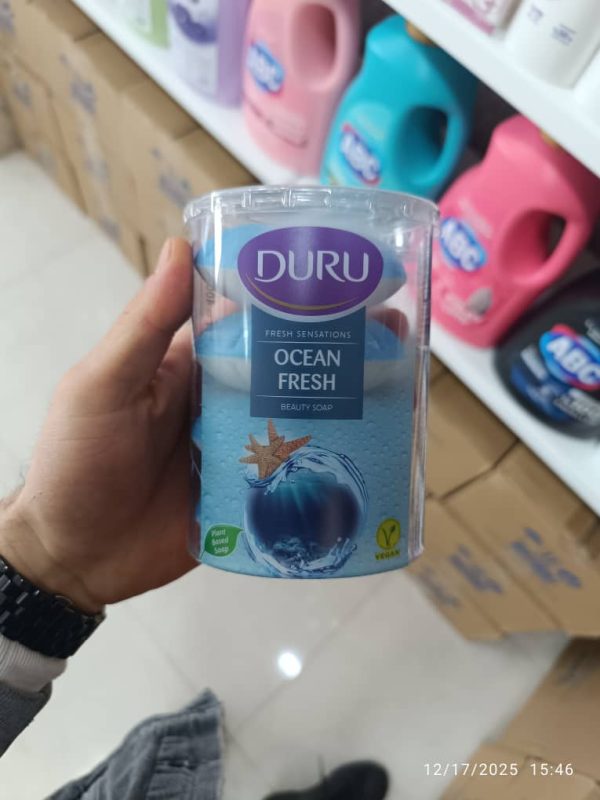 DURU
FRESH SENSATIONS
OCEAN
FRESH
BEAUTY SOAP
Plant
Based
Soap
V
VEGAN
ABC
ABC
ABC
ABC
12/17/2025 15:46